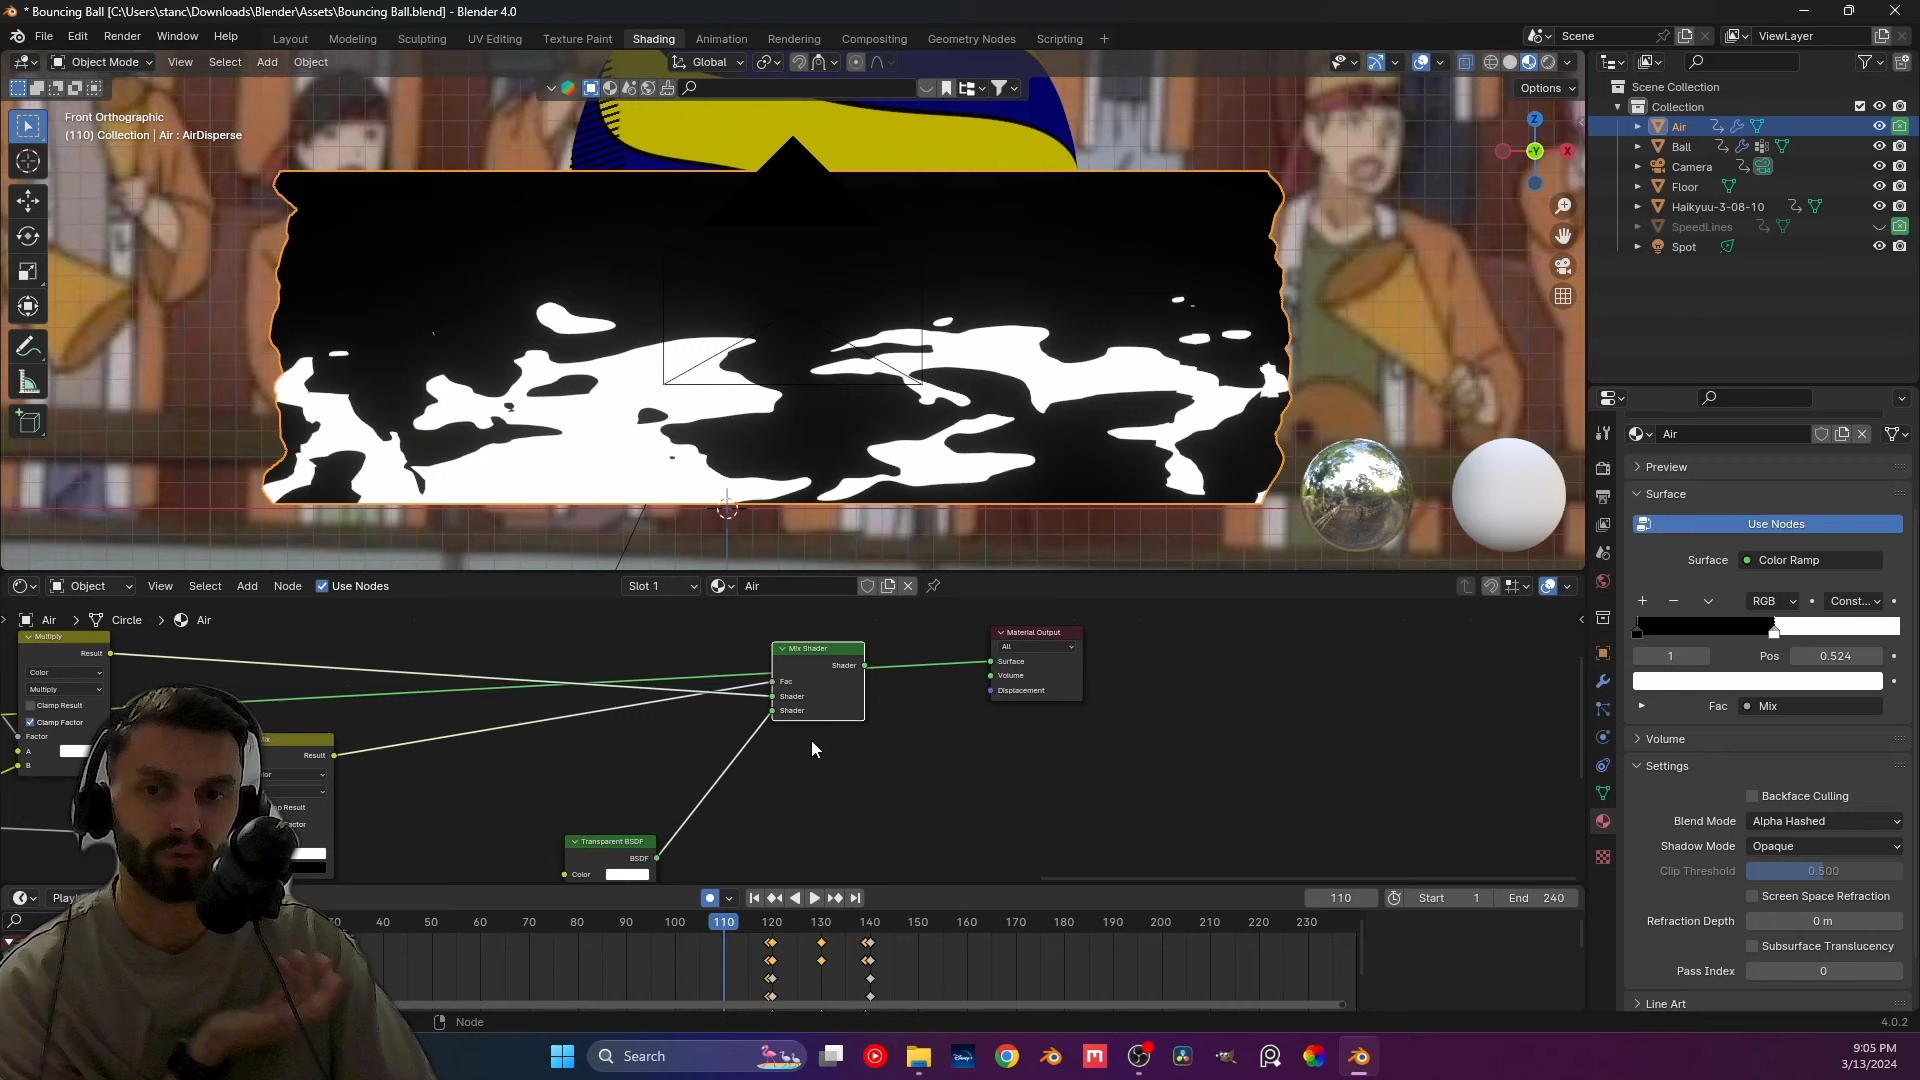 * Bouncing Ball [C:\Users\stanc\Downloads\Blender\Assets\Bouncing Ball.blend] - Blender 4.0
File Edit Render Window Help Layout Modeling Sculpting UV Editing Texture Paint Shading Animation Rendering Compositing Geometry Nodes Scripting + Scene ViewLayer
Object Mode View Select Add Object Global
Options
Front Orthographic
(110) Collection | Air : AirDisperse
Z
-Y
X
Scene Collection
Collection
Air
Ball
Camera
Floor
Haikyuu-3-08-10
SpeedLines
Spot
Air
Preview
Surface
Use Nodes
Surface Color Ramp
RGB Const...
1 Pos 0.524
Fac Mix
Volume
Settings
Backface Culling
Blend Mode Alpha Hashed
Shadow Mode Opaque
Clip Threshold 0.500
Screen Space Refraction
Refraction Depth 0 m
Subsurface Translucency
Pass Index 0
Line Art
Object View Select Add Node Use Nodes Slot 1 Air
Air > Circle > Air
Multiply
Result
Color
Multiply
Clamp Result
Clamp Factor
Factor
A
B
Result
Mix Shader
Shader
Fac
Shader
Shader
Material Output
All
Surface
Volume
Displacement
Transparent BSDF
BSDF
Color
110 Start 1 End 240
40 50 60 70 80 90 100 110 120 130 140 150 160 170 180 190 200 210 220 230
Node
4.0.2
Search
9:05 PM
3/13/2024